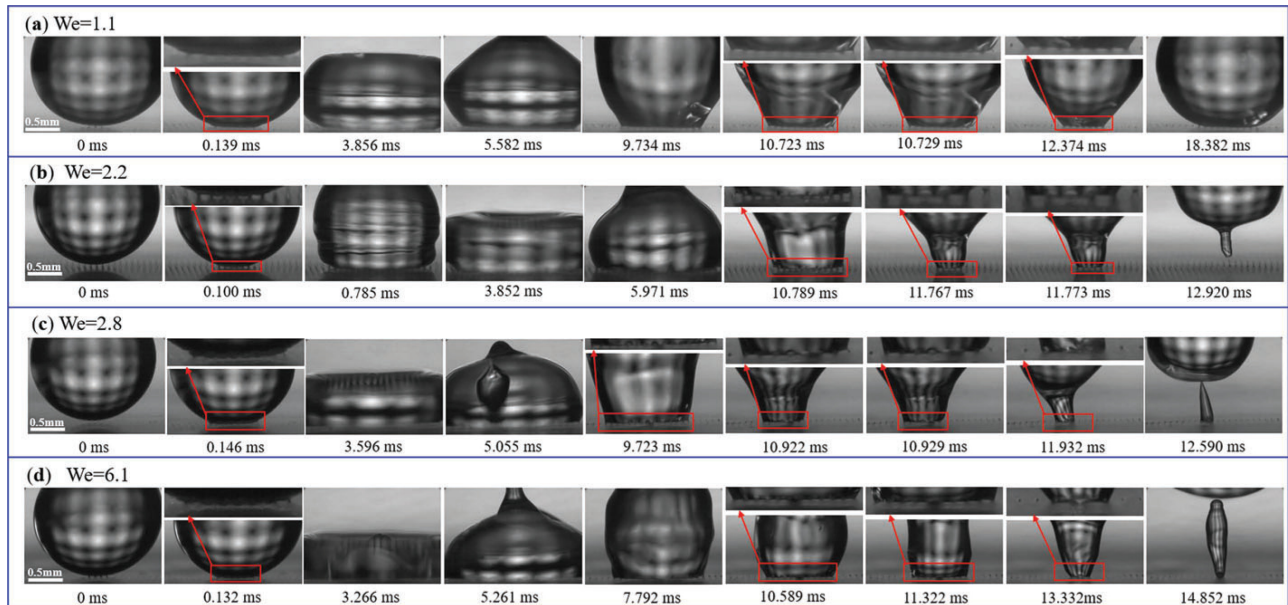 (a) We=1.1
0.5mm
0 ms 0.139 ms 3.856 ms 5.582 ms 9.734 ms 10.723 ms 10.729 ms 12.374 ms 18.382 ms
(b) We=2.2
0.5mm
0 ms 0.100 ms 0.785 ms 3.852 ms 5.971 ms 10.789 ms 11.767 ms 11.773 ms 12.920 ms
(c) We=2.8
0.5mm
0 ms 0.146 ms 3.596 ms 5.055 ms 9.723 ms 10.922 ms 10.929 ms 11.932 ms 12.590 ms
(d) We=6.1
0.5mm
0 ms 0.132 ms 3.266 ms 5.261 ms 7.792 ms 10.589 ms 11.322 ms 13.332 ms 14.852 ms